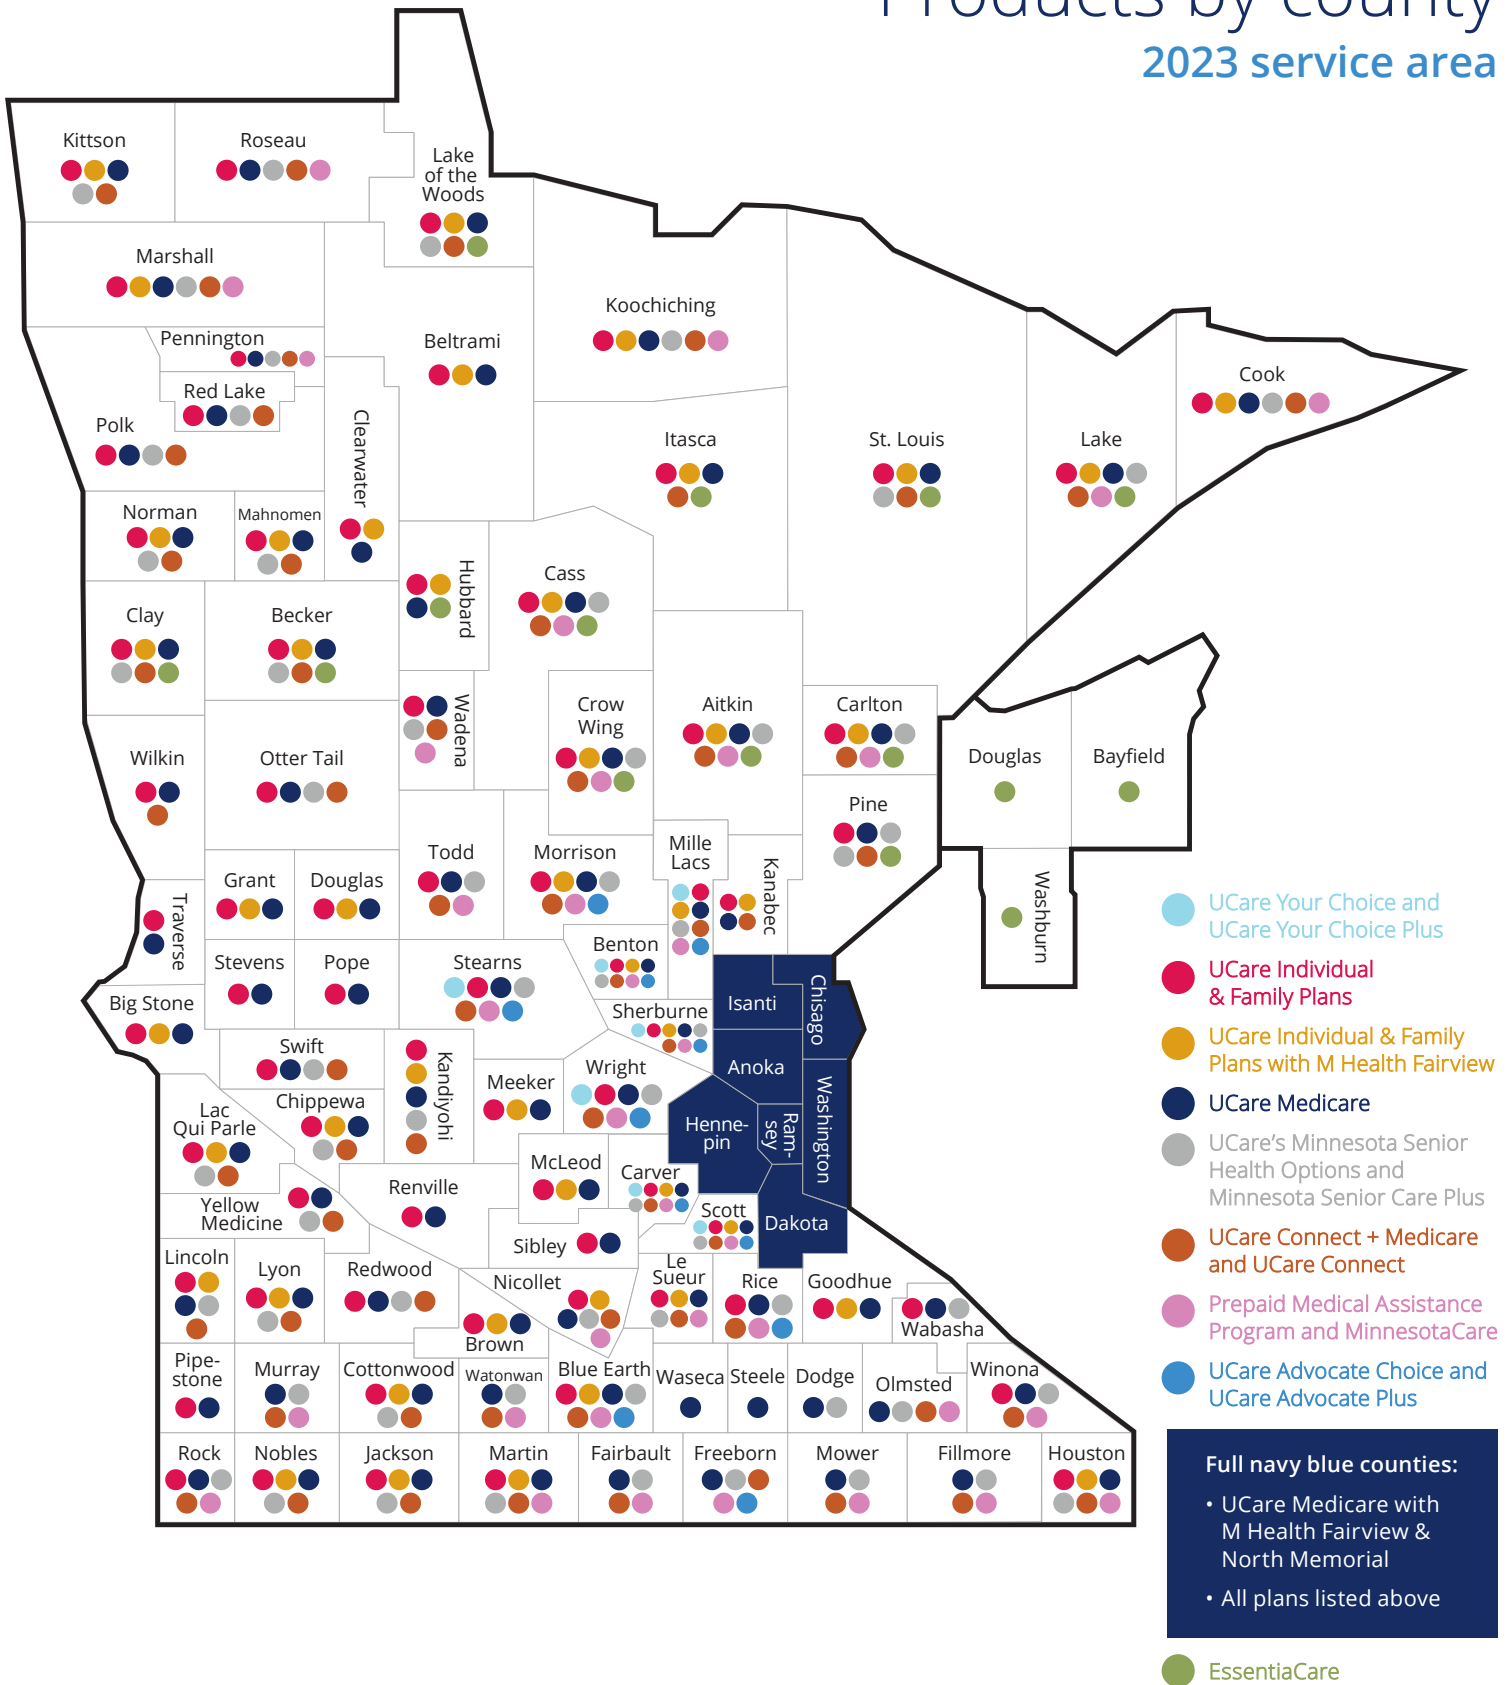 Products by county
2023 service area
Kittson
Roseau
Lake
of the
Woods
Marshall
Koochiching
Pennington
Beltrami
Cook
Red Lake
Polk
Clearwater
Itasca
St. Louis
Lake
Norman
Mahnomen
Hubbard
Cass
Clay
Becker
Wadena
Crow
Wing
Aitkin
Carlton
Wilkin
Otter Tail
Douglas
Bayfield
Pine
Todd
Morrison
Mille
Lacs
Kanabec
Grant
Douglas
Washburn
Traverse
Benton
Stevens
Pope
Stearns
Big Stone
Sherburne
Isanti
Chisago
Swift
Kandiyohi
Wright
Anoka
Meeker
Chippewa
Washington
Lac
Qui Parle
Henne-
pin
Ram-
sey
McLeod
Carver
Renville
Yellow
Medicine
Scott
Dakota
Sibley
Lincoln
Lyon
Redwood
Nicollet
Le
Sueur
Rice
Goodhue
Wabasha
Brown
Pipe-
stone
Murray
Cottonwood
Watonwan
Blue Earth
Waseca
Steele
Dodge
Olmsted
Winona
Rock
Nobles
Jackson
Martin
Fairbault
Freeborn
Mower
Fillmore
Houston
UCare Your Choice and
UCare Your Choice Plus
UCare Individual
& Family Plans
UCare Individual & Family
Plans with M Health Fairview
UCare Medicare
UCare's Minnesota Senior
Health Options and
Minnesota Senior Care Plus
UCare Connect + Medicare
and UCare Connect
Prepaid Medical Assistance
Program and MinnesotaCare
UCare Advocate Choice and
UCare Advocate Plus
Full navy blue counties:
• UCare Medicare with
M Health Fairview &
North Memorial
• All plans listed above
EssentiaCare